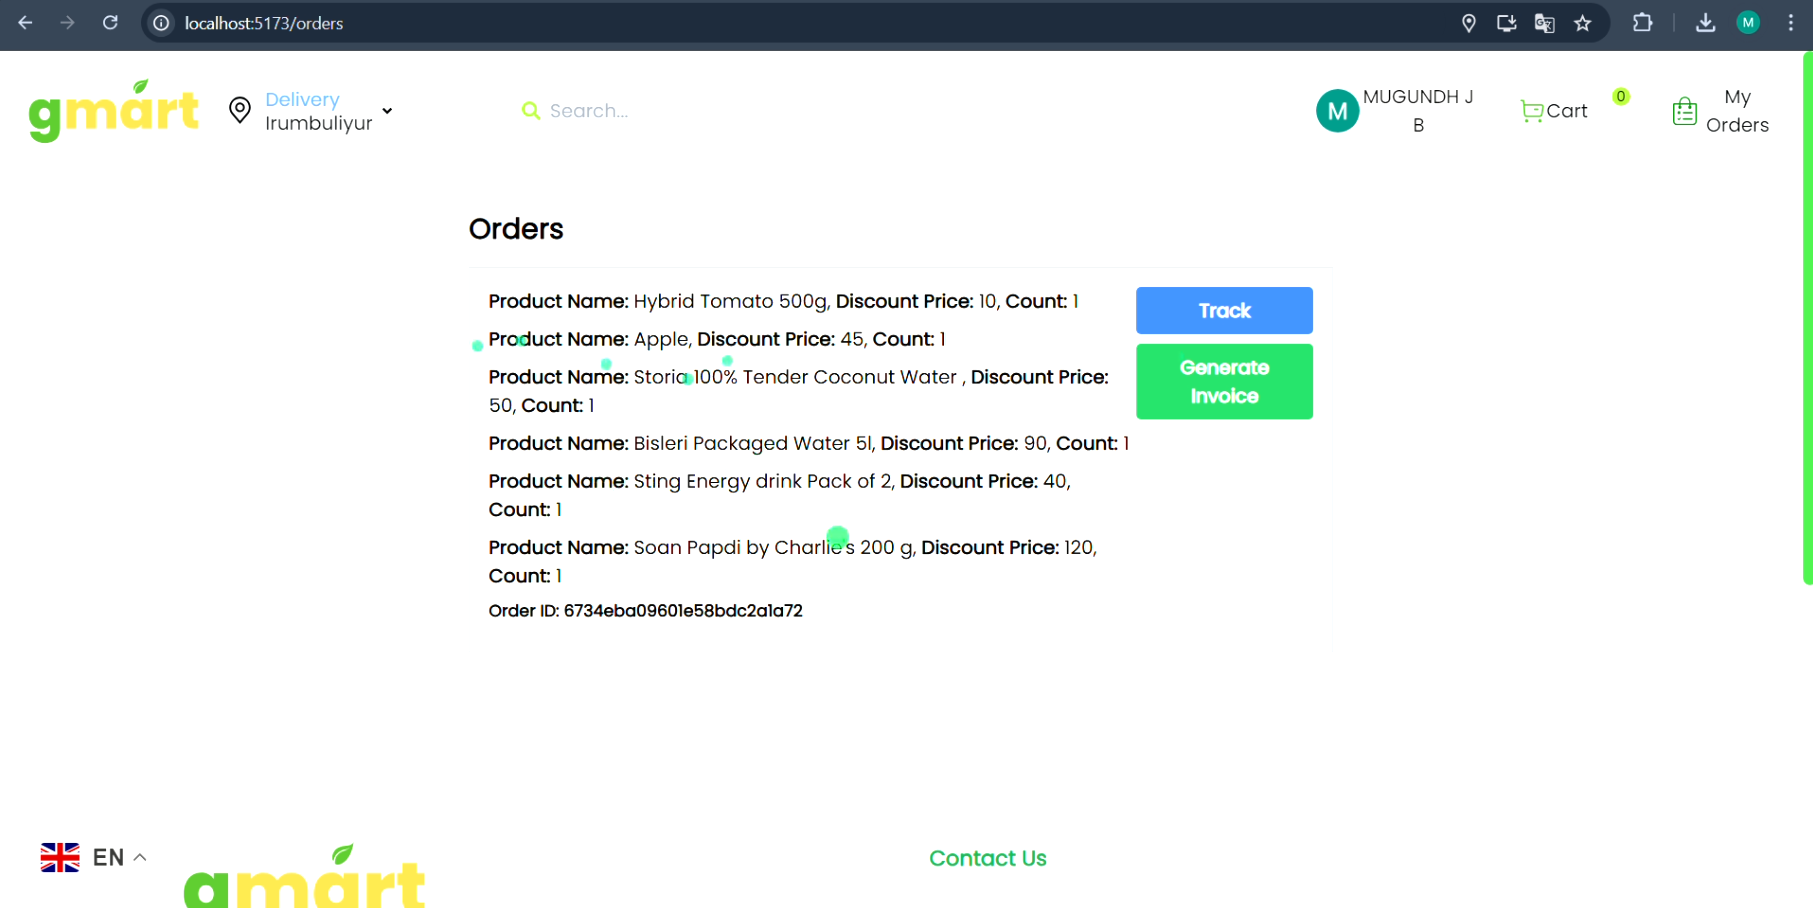 localhost:5173/orders
M
gmart
Delivery
Irumbuliyur
Search...
M
MUGUNDH J
B
Cart
0
My
Orders
Orders
Product Name: Hybrid Tomato 500g, Discount Price: 10, Count: 1
Track
Product Name: Apple, Discount Price: 45, Count: 1
Generate
Invoice
Product Name: Storia 100% Tender Coconut Water , Discount Price:
50, Count: 1
Product Name: Bisleri Packaged Water 5l, Discount Price: 90, Count: 1
Product Name: Sting Energy drink Pack of 2, Discount Price: 40,
Count: 1
Product Name: Soan Papdi by Charlie's 200 g, Discount Price: 120,
Count: 1
Order ID: 6734eba09601e58bdc2a1a72
EN
gmart
Contact Us